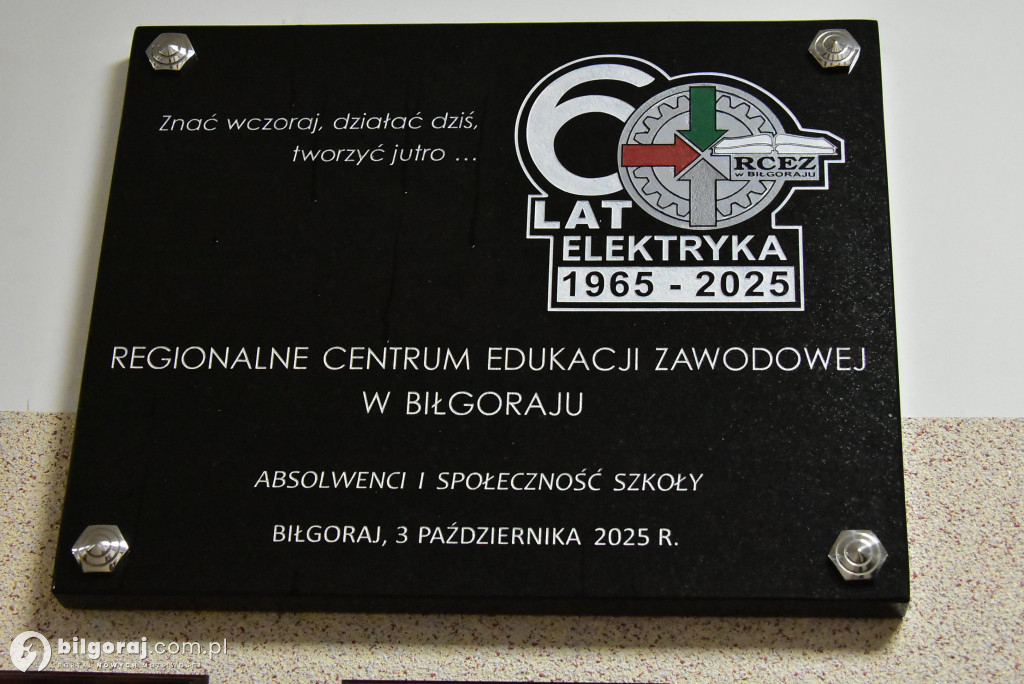 Znać wczoraj, działać dziś,
tworzyć jutro ...
60
LAT
ELEKTRYKA
1965 - 2025
RCEZ
W BIŁGORAJU
REGIONALNE CENTRUM EDUKACJI ZAWODOWEJ
W BIŁGORAJU
ABSOLWENCI I SPOŁECZNOŚĆ SZKOŁY
BIŁGORAJ, 3 PAŹDZIERNIKA 2025 R.
bilgoraj.com.pl